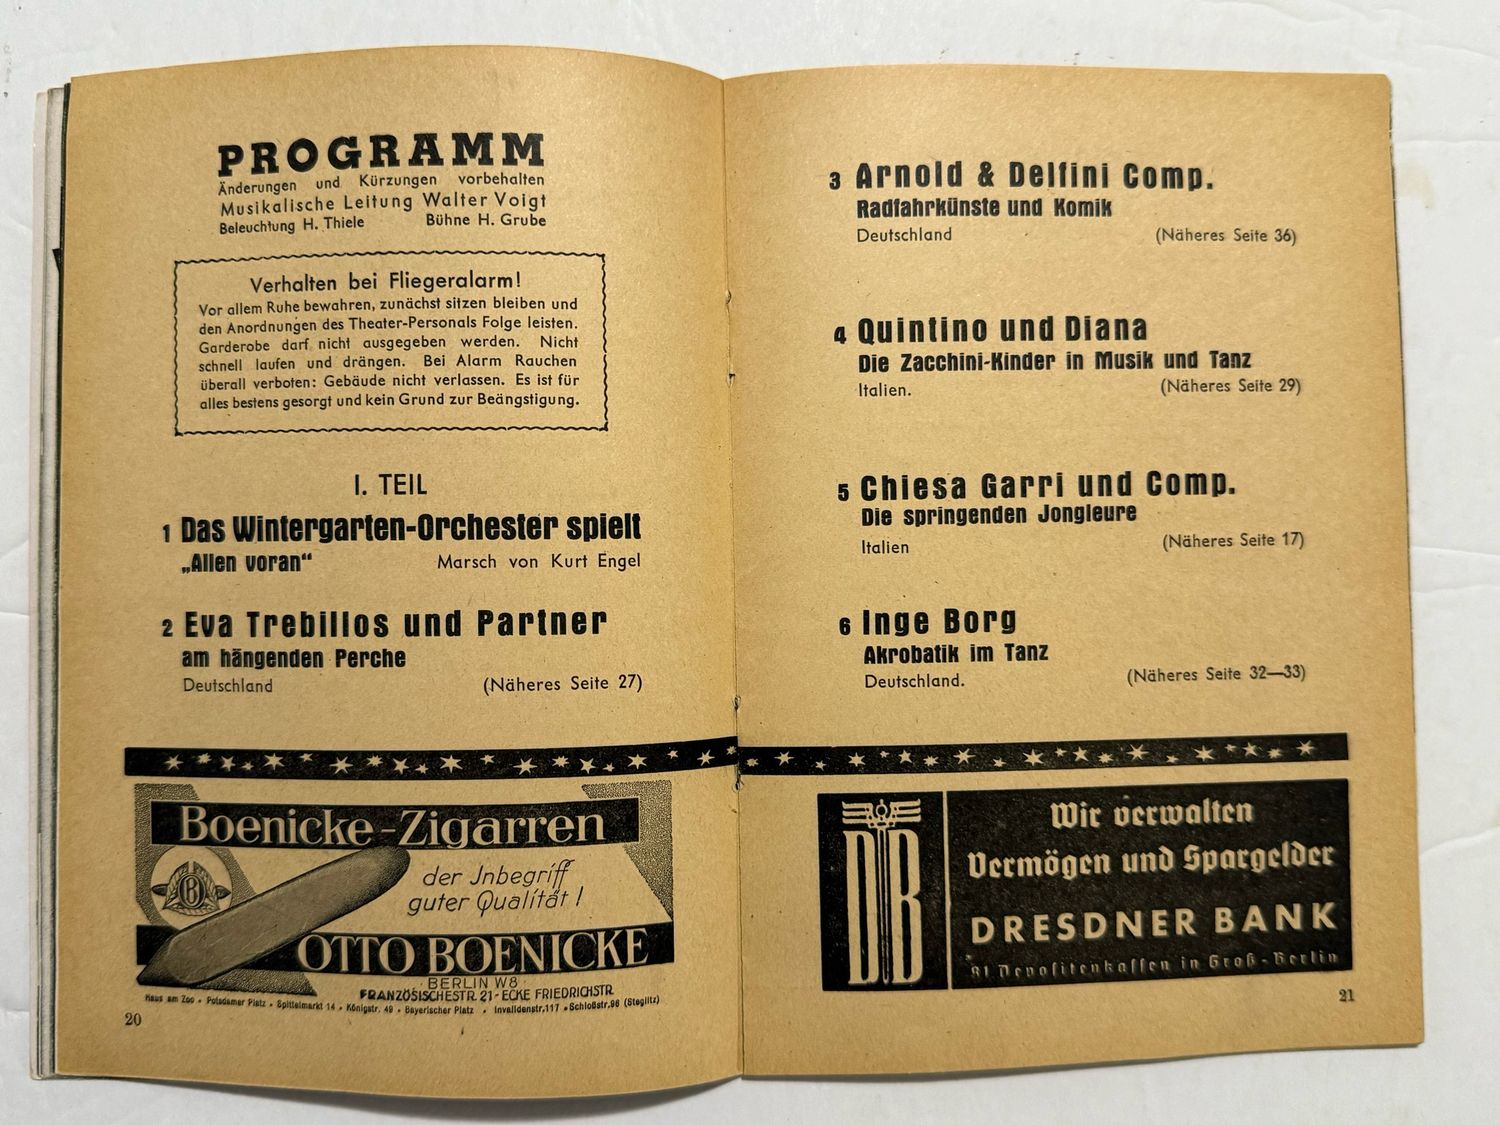 PROGRAMM
Änderungen und Kürzungen vorbehalten
Musikalische Leitung Walter Voigt
Beleuchtung H. Thiele Bühne H. Grube
Verhalten bei Fliegeralarm!
Vor allem Ruhe bewahren, zunächst sitzen bleiben und
den Anordnungen des Theater-Personals Folge leisten.
Garderobe darf nicht ausgegeben werden. Nicht
schnell laufen und drängen. Bei Alarm Rauchen
überall verboten: Gebäude nicht verlassen. Es ist für
alles bestens gesorgt und kein Grund zur Beängstigung.
I. TEIL
1 Das Wintergarten-Orchester spielt
„Allen voran“ Marsch von Kurt Engel
2 Eva Trebillos und Partner
am hängenden Perche
Deutschland (Näheres Seite 27)
Boenicke-Zigarren
der Inbegriff
guter Qualität!
B
OTTO BOENICKE
BERLIN W8
FRANZÖSISCHESTR. 21 - ECKE FRIEDRICHSTR.
Haus am Zoo • Potsdamer Platz • Spittelmarkt 14 • Königstr. 49 • Bayerischer Platz • Invalidenstr. 117 • Schloßstr. 96 (Steglitz)
20
3 Arnold & Delfini Comp.
Radfahrkünste und Komik
Deutschland (Näheres Seite 36)
4 Quintino und Diana
Die Zacchini-Kinder in Musik und Tanz
Italien. (Näheres Seite 29)
5 Chiesa Garri und Comp.
Die springenden Jongleure
Italien (Näheres Seite 17)
6 Inge Borg
Akrobatik im Tanz
Deutschland. (Näheres Seite 32—33)
DB
Wir verwalten
Vermögen und Spargelder
DRESDNER BANK
81 Depositenkassen in Groß-Berlin
21